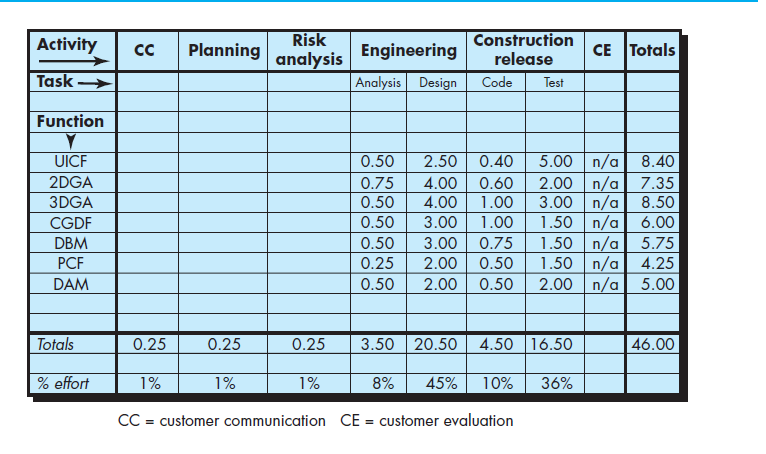 Activity CC Planning Risk analysis Engineering Construction release CE Totals
Task Analysis Design Code Test
Function
UICF 0.50 2.50 0.40 5.00 n/a 8.40
2DGA 0.75 4.00 0.60 2.00 n/a 7.35
3DGA 0.50 4.00 1.00 3.00 n/a 8.50
CGDF 0.50 3.00 1.00 1.50 n/a 6.00
DBM 0.50 3.00 0.75 1.50 n/a 5.75
PCF 0.25 2.00 0.50 1.50 n/a 4.25
DAM 0.50 2.00 0.50 2.00 n/a 5.00
Totals 0.25 0.25 0.25 3.50 20.50 4.50 16.50 46.00
% effort 1% 1% 1% 8% 45% 10% 36%
CC = customer communication CE = customer evaluation